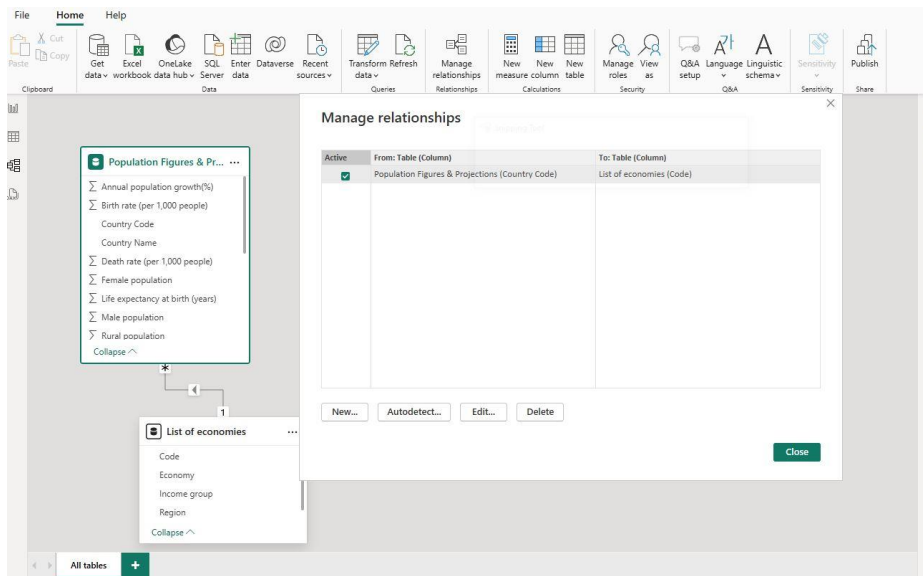 File Home Help
Paste
Cut
Copy
Get data
Excel workbook
OneLake data hub
SQL Server
Enter data
Dataverse
Recent sources
Transform data
Refresh
Manage relationships
New measure
New column
New table
Manage roles
View as
Q&A setup
Language
Linguistic schema
Sensitivity
Publish
Clipboard Data Queries Relationships Calculations Security Q&A Sensitivity Share
Manage relationships
Active From: Table (Column) To: Table (Column)
Population Figures & Projections (Country Code) List of economies (Code)
New... Autodetect... Edit... Delete
Close
Population Figures & Pr... ...
∑ Annual population growth(%)
∑ Birth rate (per 1,000 people)
Country Code
Country Name
∑ Death rate (per 1,000 people)
∑ Female population
∑ Life expectancy at birth (years)
∑ Male population
∑ Rural population
Collapse
*
1
List of economies ...
Code
Economy
Income group
Region
Collapse
All tables +